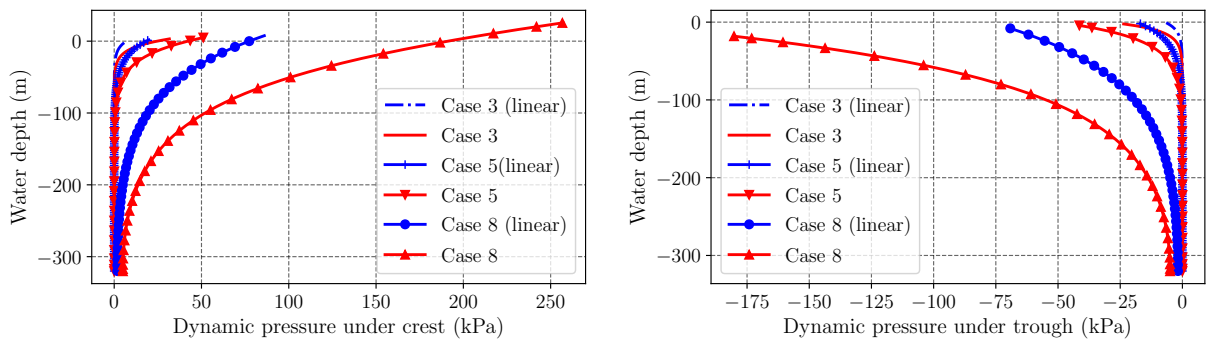 0
−100
−200
−300
Water depth (m)
0
50
100
150
200
250
Dynamic pressure under crest (kPa)
Case 3 (linear)
Case 3
Case 5(linear)
Case 5
Case 8 (linear)
Case 8
0
−100
−200
−300
Water depth (m)
−175
−150
−125
−100
−75
−50
−25
0
Dynamic pressure under trough (kPa)
Case 3 (linear)
Case 3
Case 5 (linear)
Case 5
Case 8 (linear)
Case 8